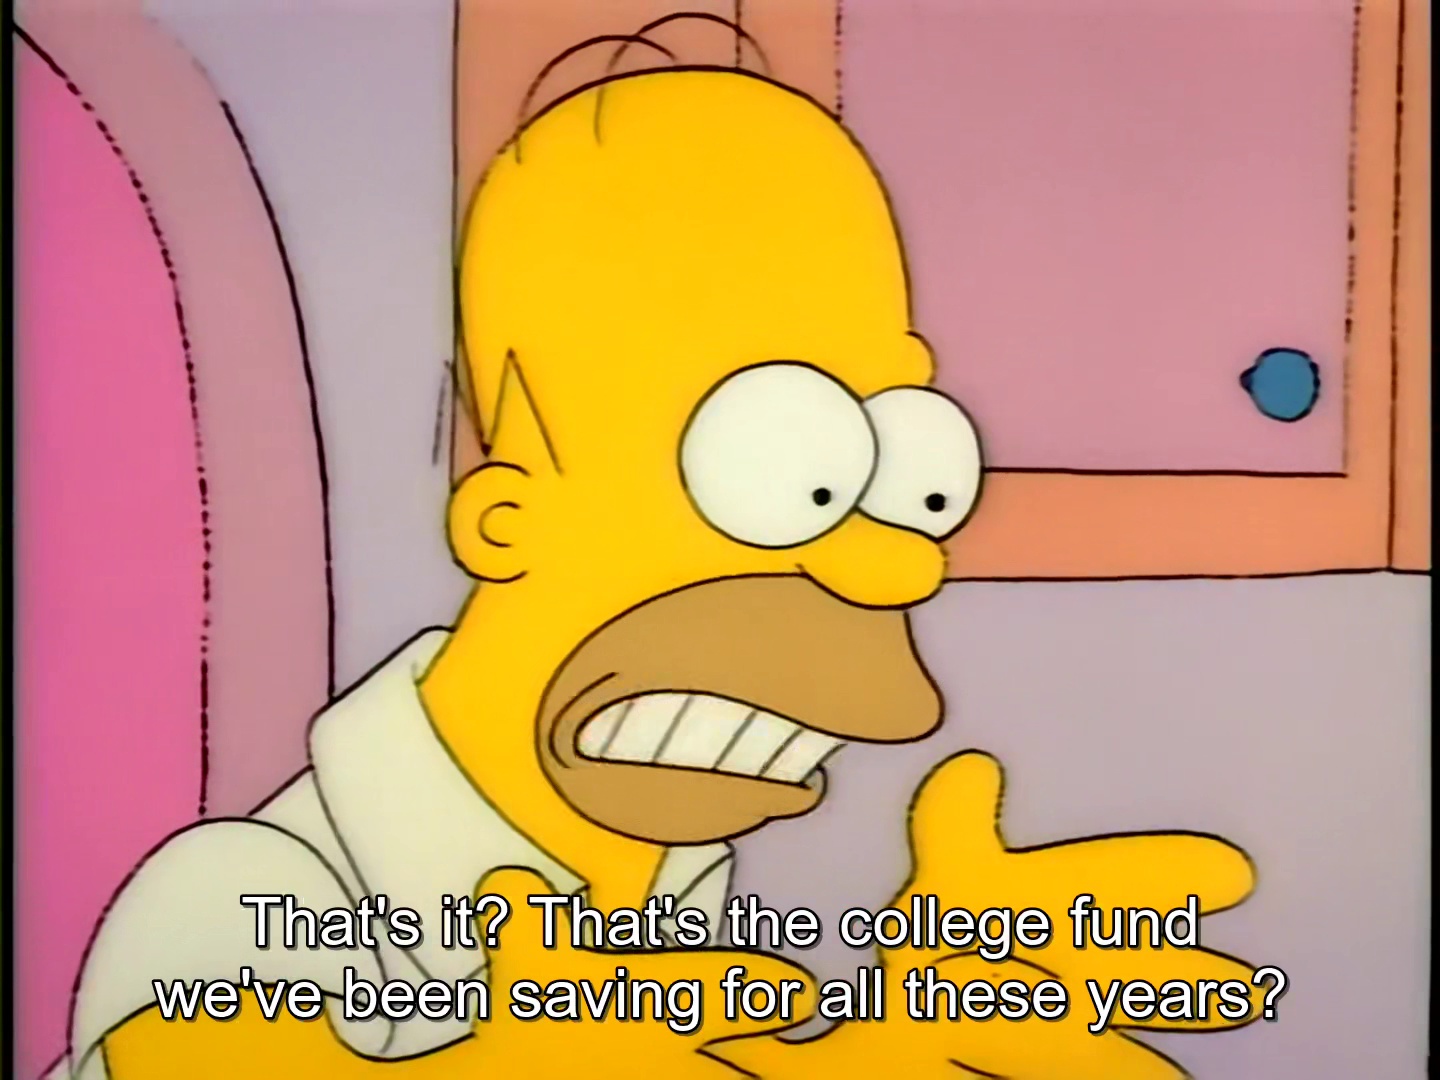 That's it? That's the college fund
we've been saving for all these years?